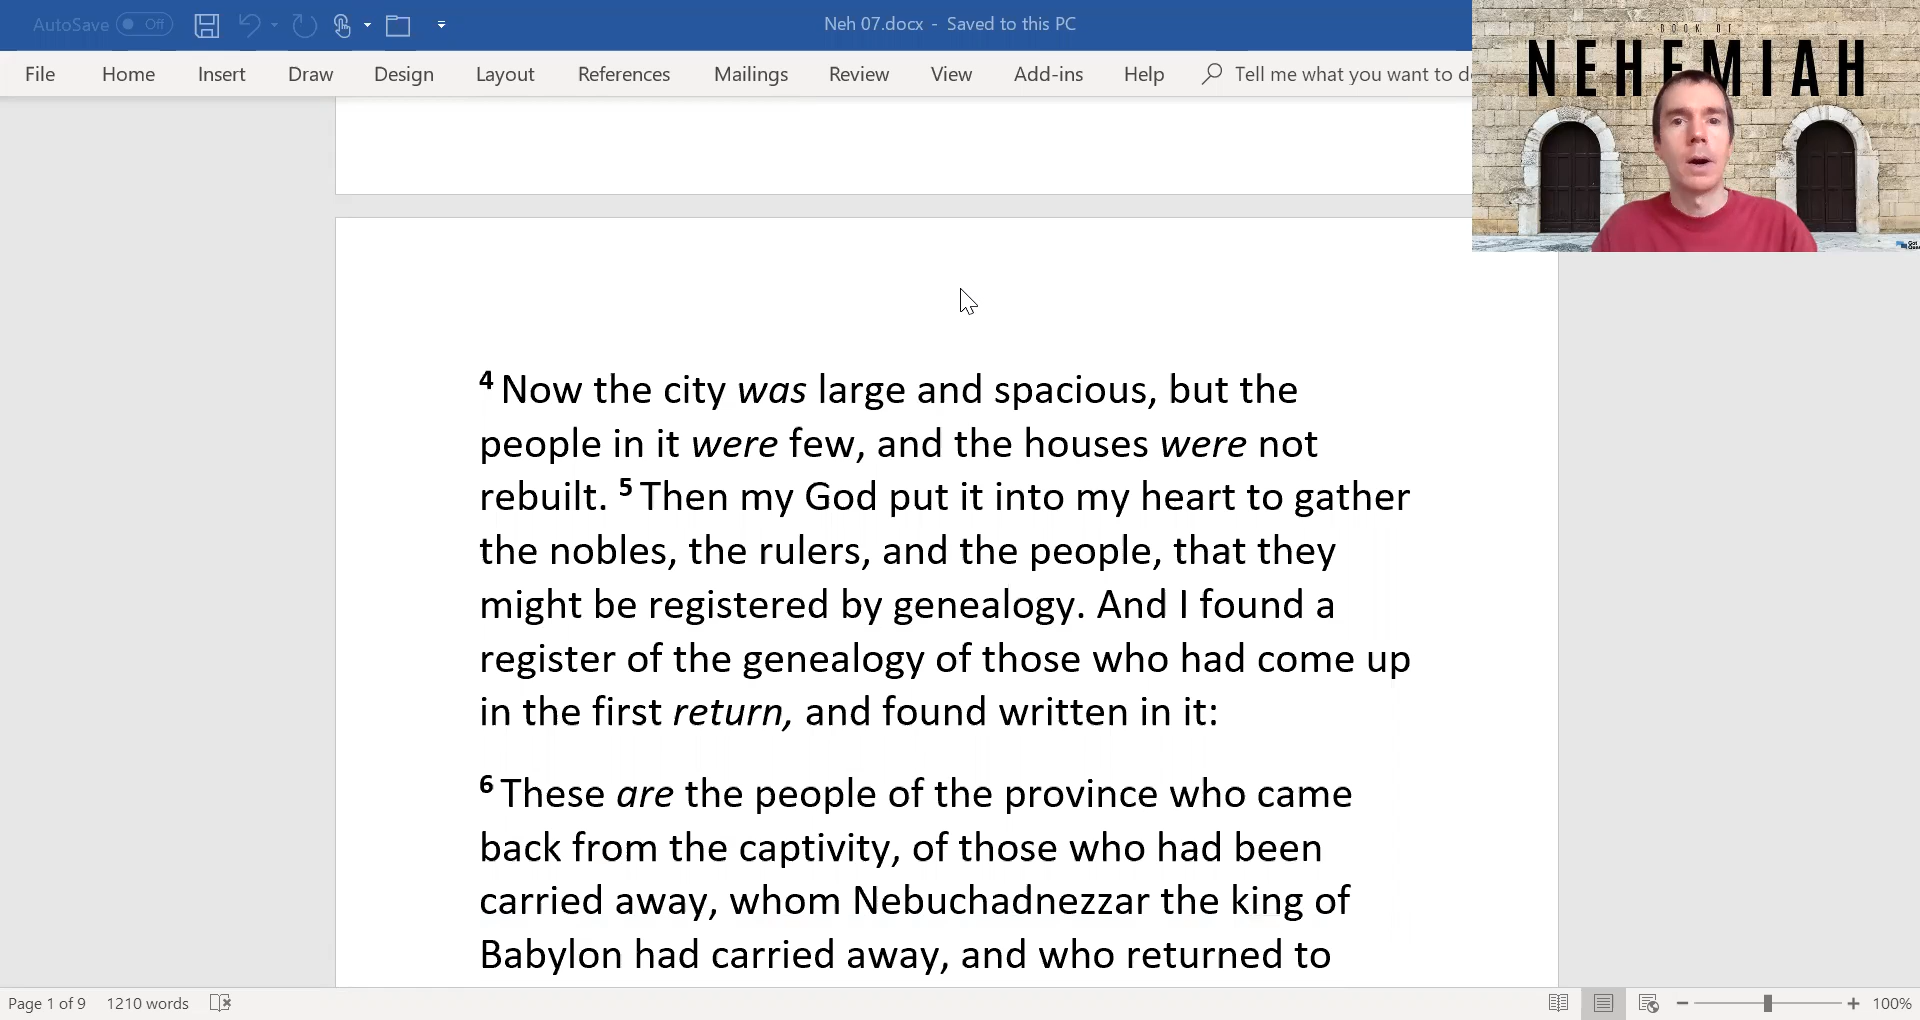 AutoSave Off
Neh 07.docx - Saved to this PC
File Home Insert Draw Design Layout References Mailings Review View Add-ins Help Tell me what you want to d
BOOK OF
NEHEMIAH
4 Now the city was large and spacious, but the
people in it were few, and the houses were not
rebuilt. 5 Then my God put it into my heart to gather
the nobles, the rulers, and the people, that they
might be registered by genealogy. And I found a
register of the genealogy of those who had come up
in the first return, and found written in it:
6 These are the people of the province who came
back from the captivity, of those who had been
carried away, whom Nebuchadnezzar the king of
Babylon had carried away, and who returned to
Page 1 of 9 1210 words
100%